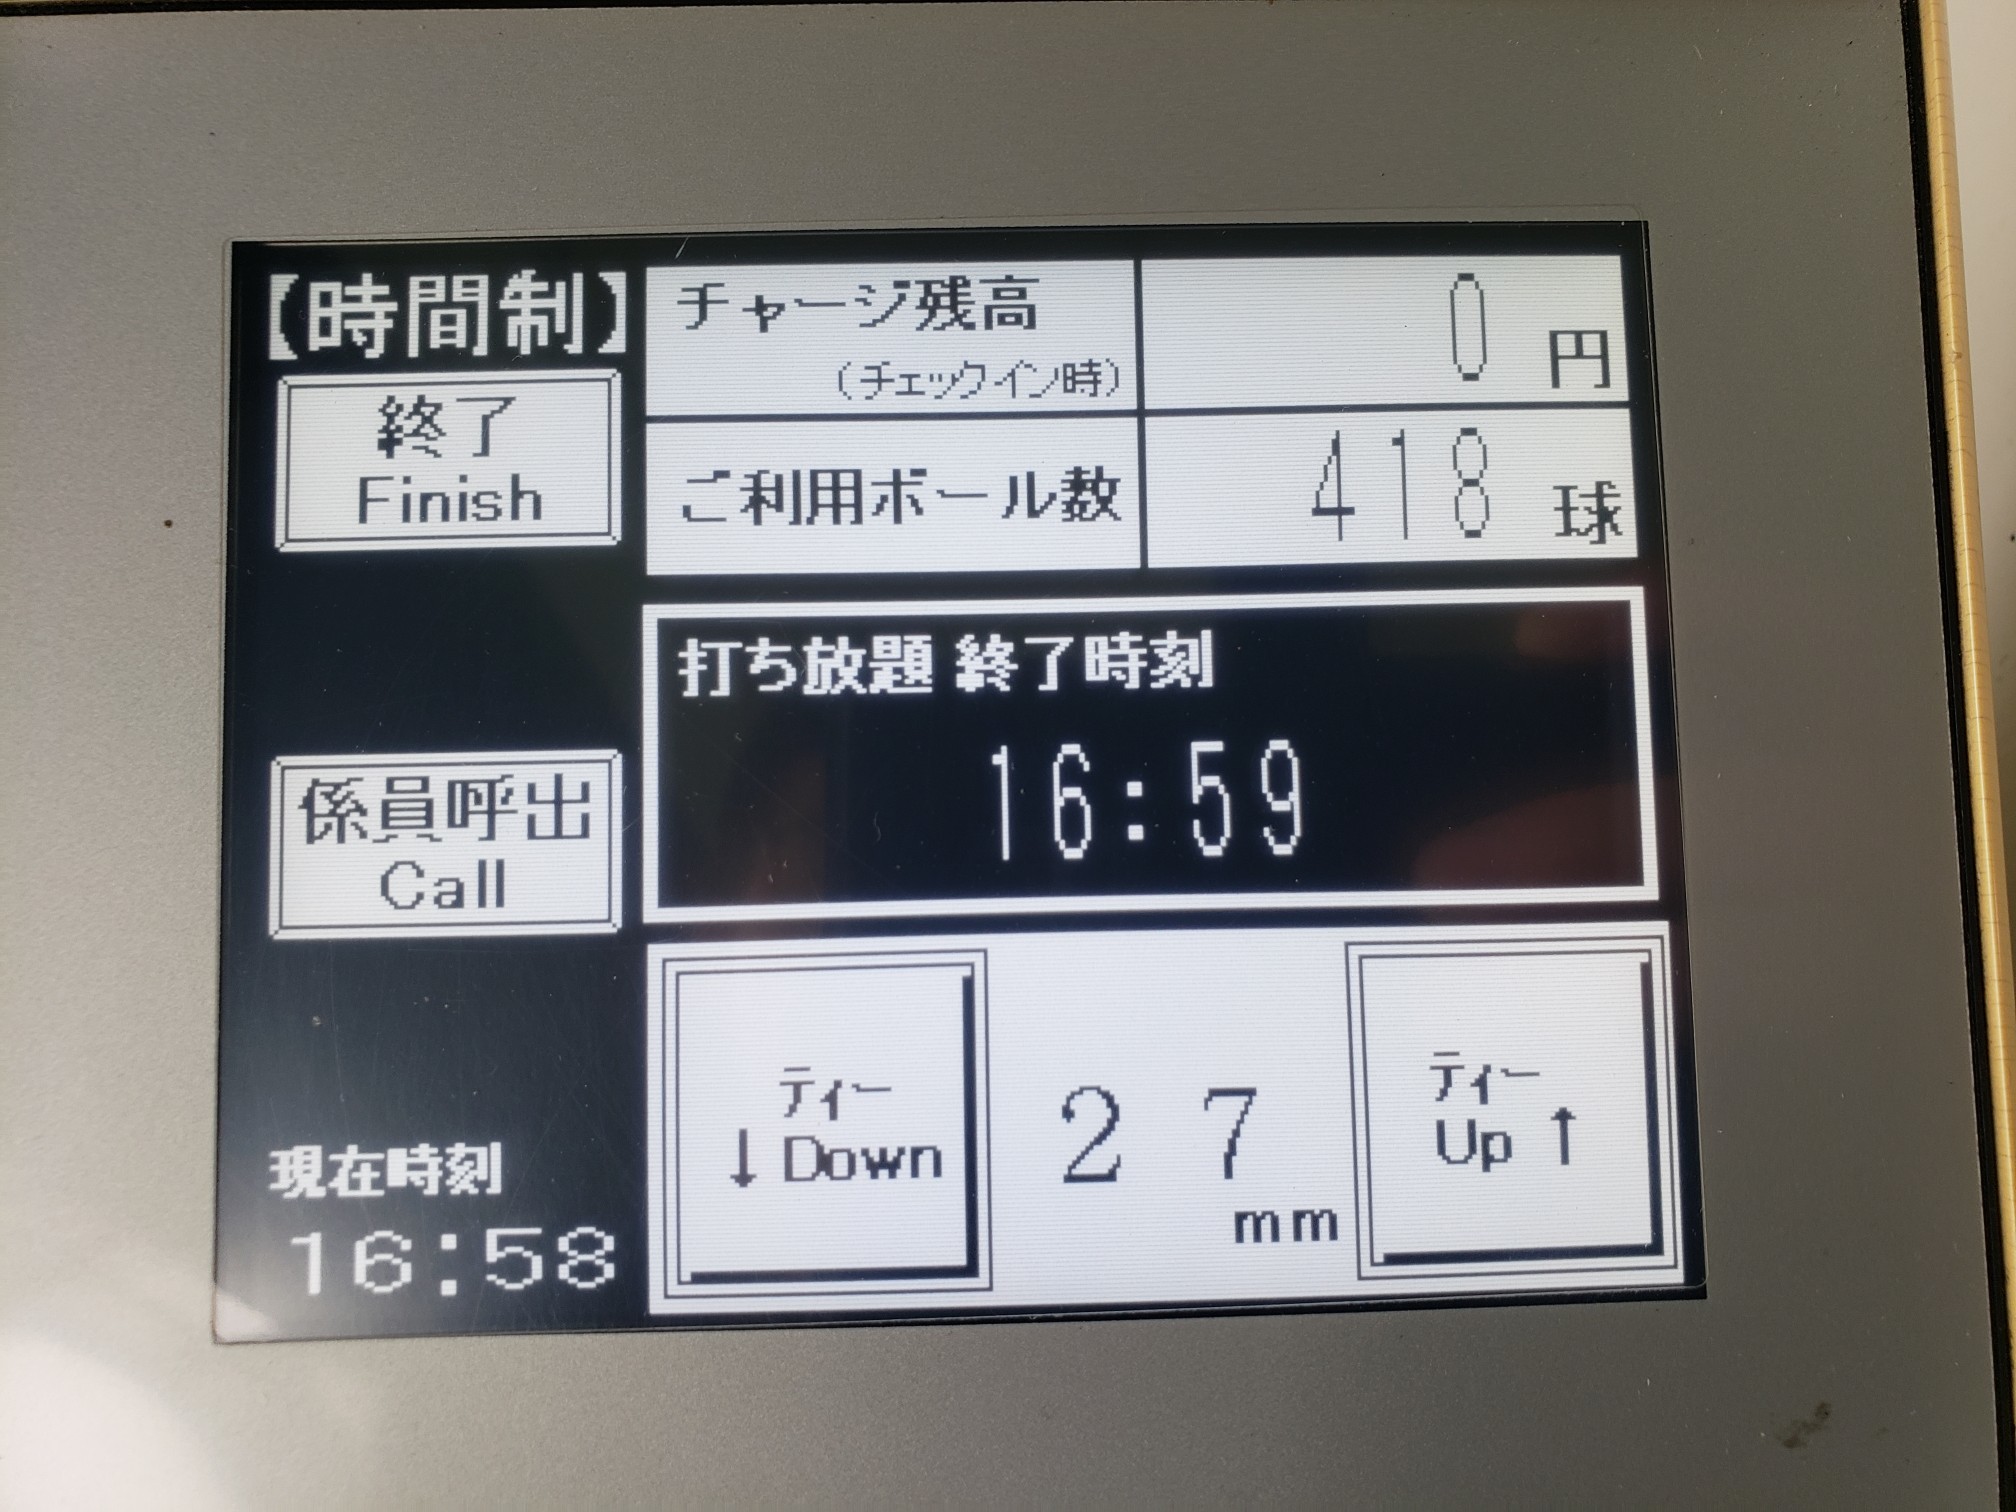 【時間制】
終了
Finish
係員呼出
Call
現在時刻
16:58
チャージ残高
(チェックイン時)
0 円
ご利用ボール数
418 球
打ち放題 終了時刻
16:59
ティー
↓ Down
27
mm
ティー
Up ↑